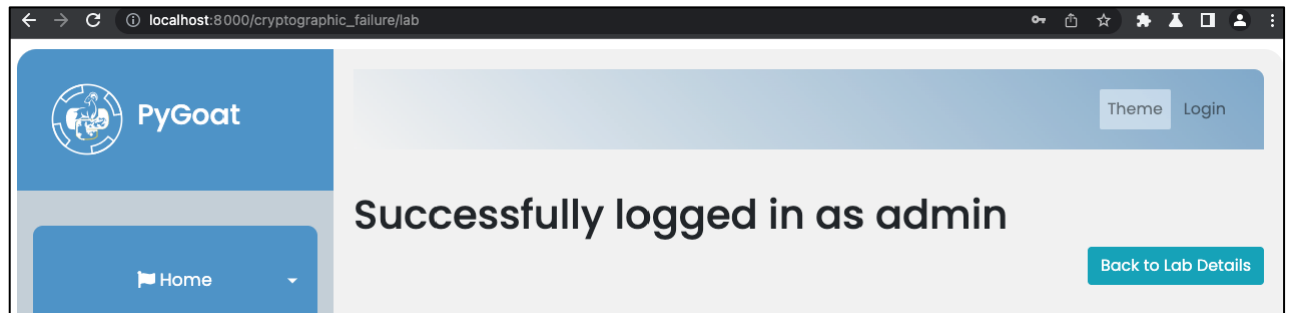 localhost:8000/cryptographic_failure/lab
PyGoat
Theme Login
Successfully logged in as admin
Back to Lab Details
Home